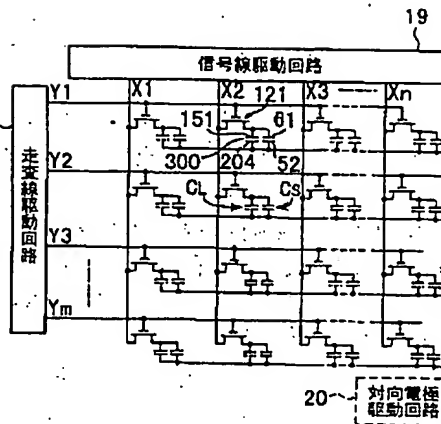 19
信号線駆動回路
X1 X2 X3 Xn
Y1
151 121 61
300 204 52
走査線駆動回路
Y2
CL Cs
Y3
Ym
20
対向電極
駆動回路